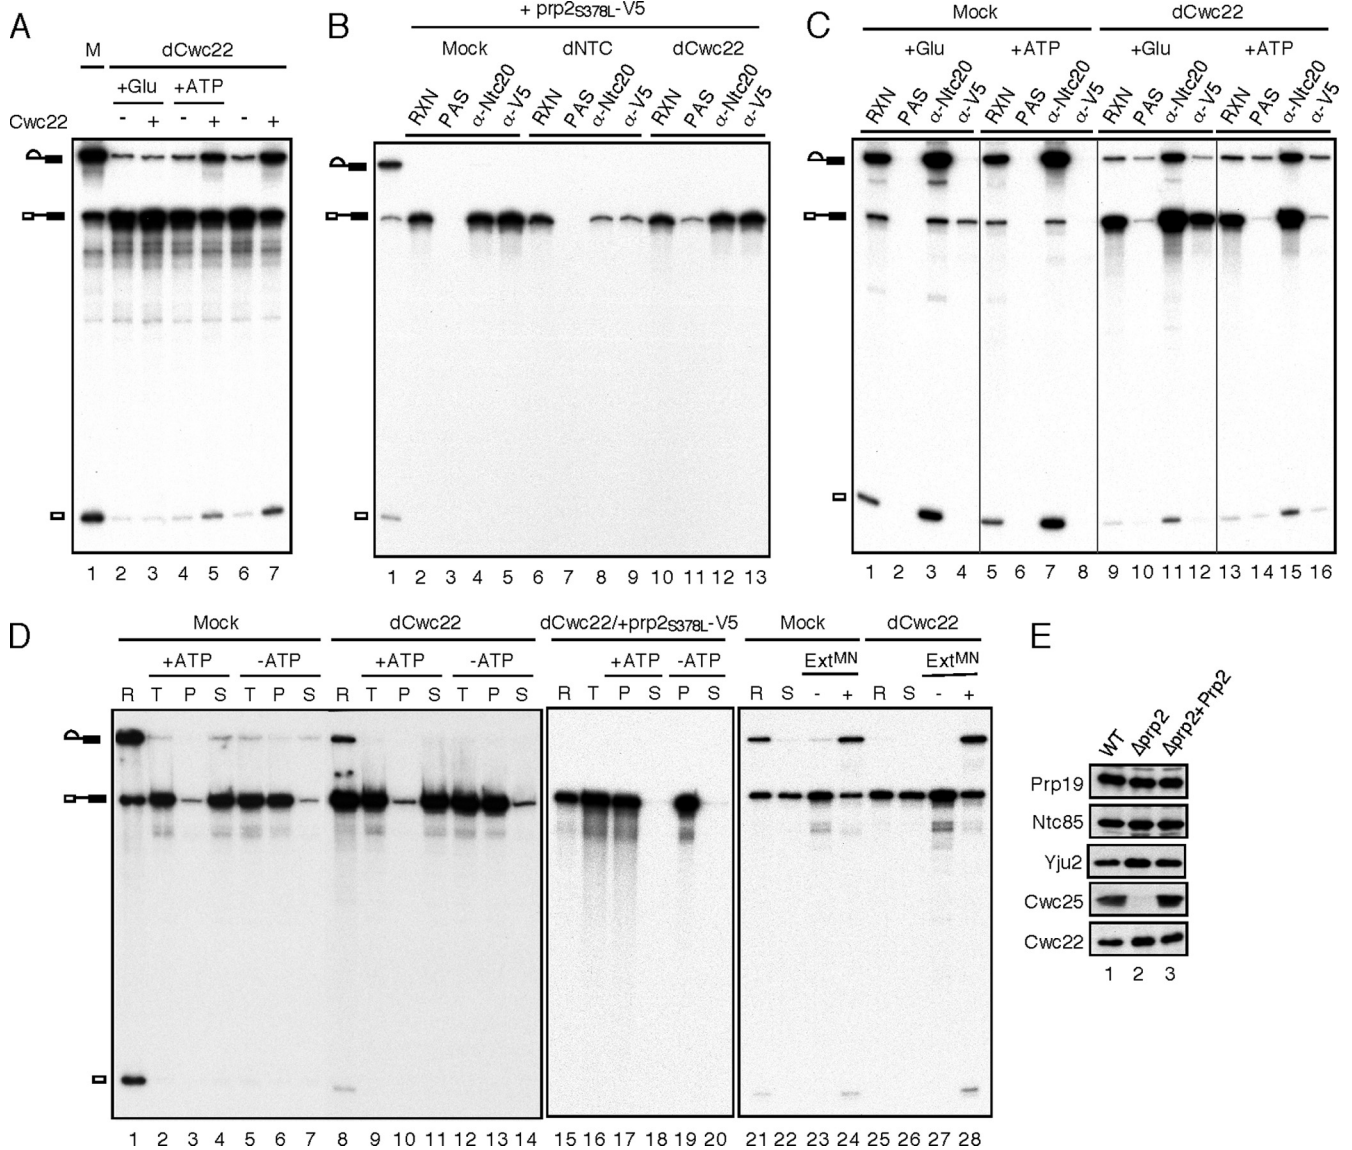 A
M dCwc22
+Glu +ATP
Cwc22 - + - + - +
1 2 3 4 5 6 7
B
+ prp2S378L-V5
Mock dNTC dCwc22
RXN PAS α-Ntc20 α-V5 RXN PAS α-Ntc20 α-V5 RXN PAS α-Ntc20 α-V5
1 2 3 4 5 6 7 8 9 10 11 12 13
C
Mock dCwc22
+Glu +ATP +Glu +ATP
RXN PAS α-Ntc20 α-V5 RXN PAS α-Ntc20 α-V5 RXN PAS α-Ntc20 α-V5 RXN PAS α-Ntc20 α-V5
1 2 3 4 5 6 7 8 9 10 11 12 13 14 15 16
D
Mock dCwc22 dCwc22/+prp2S378L-V5 Mock dCwc22
+ATP -ATP +ATP -ATP +ATP -ATP ExtMN ExtMN
R T P S T P S R T P S T P S R T P S P S R S - + R S - +
1 2 3 4 5 6 7 8 9 10 11 12 13 14 15 16 17 18 19 20 21 22 23 24 25 26 27 28
E
WT Δprp2 Δprp2+Prp2
Prp19
Ntc85
Yju2
Cwc25
Cwc22
1 2 3